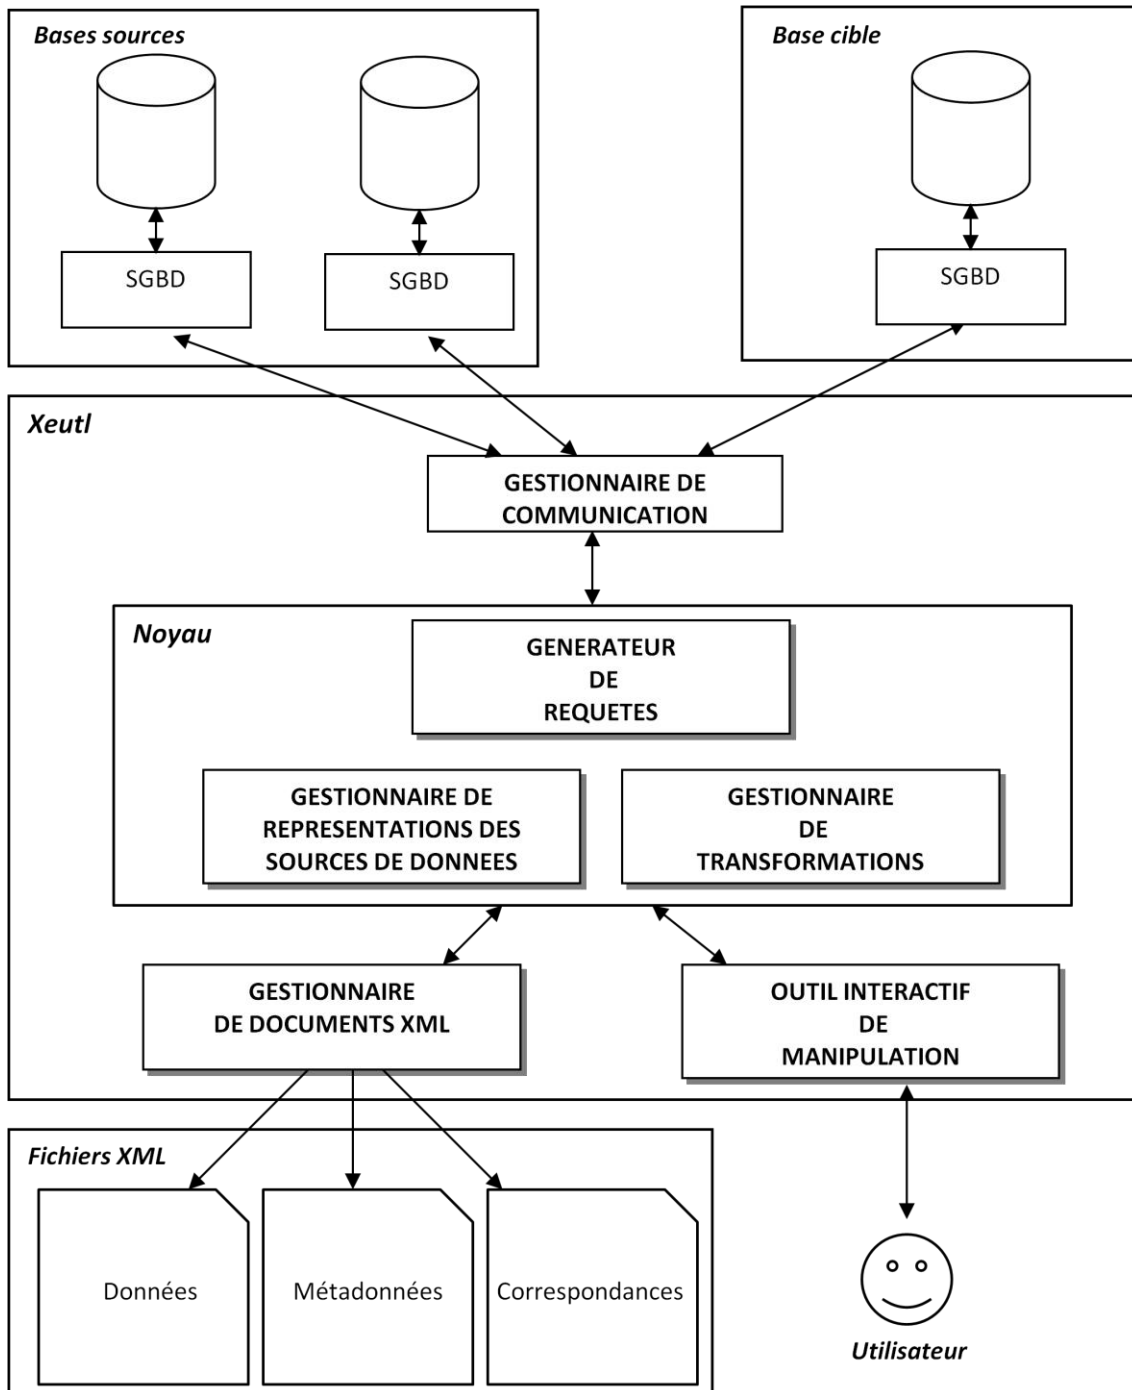 Bases sources
Base cible
SGBD
SGBD
SGBD
Xeutl
GESTIONNAIRE DE
COMMUNICATION
Noyau
GÉNERATEUR
DE
REQUETES
GESTIONNAIRE DE
REPRESENTATIONS DES
SOURCES DE DONNEES
GESTIONNAIRE
DE
TRANSFORMATIONS
GESTIONNAIRE
DE DOCUMENTS XML
OUTIL INTERACTIF
DE
MANIPULATION
Fichiers XML
Données
Métadonnées
Correspondances
Utilisateur